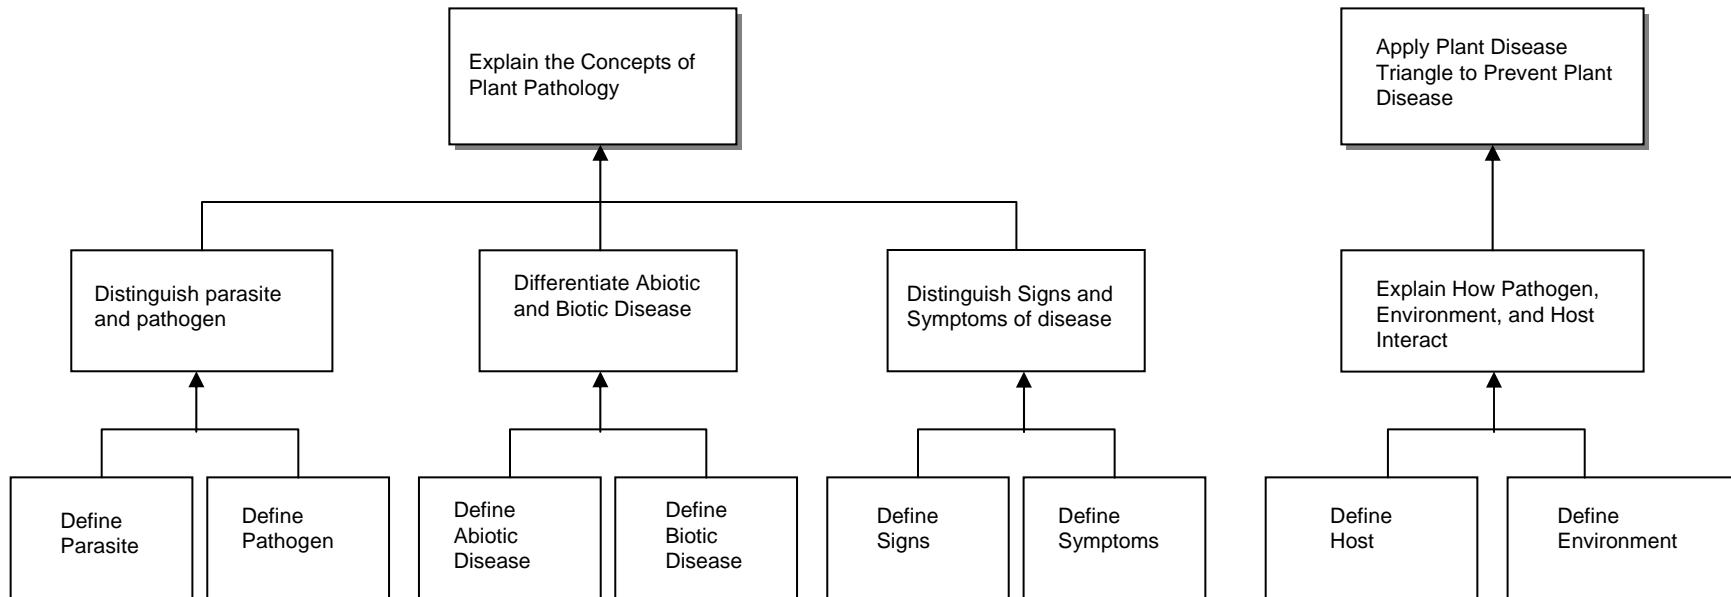 Explain the Concepts of
Plant Pathology
Apply Plant Disease
Triangle to Prevent Plant
Disease
Distinguish parasite
and pathogen
Differentiate Abiotic
and Biotic Disease
Distinguish Signs and
Symptoms of disease
Explain How Pathogen,
Environment, and Host
Interact
Define
Parasite
Define
Pathogen
Define
Abiotic
Disease
Define
Biotic
Disease
Define
Signs
Define
Symptoms
Define
Host
Define
Environment